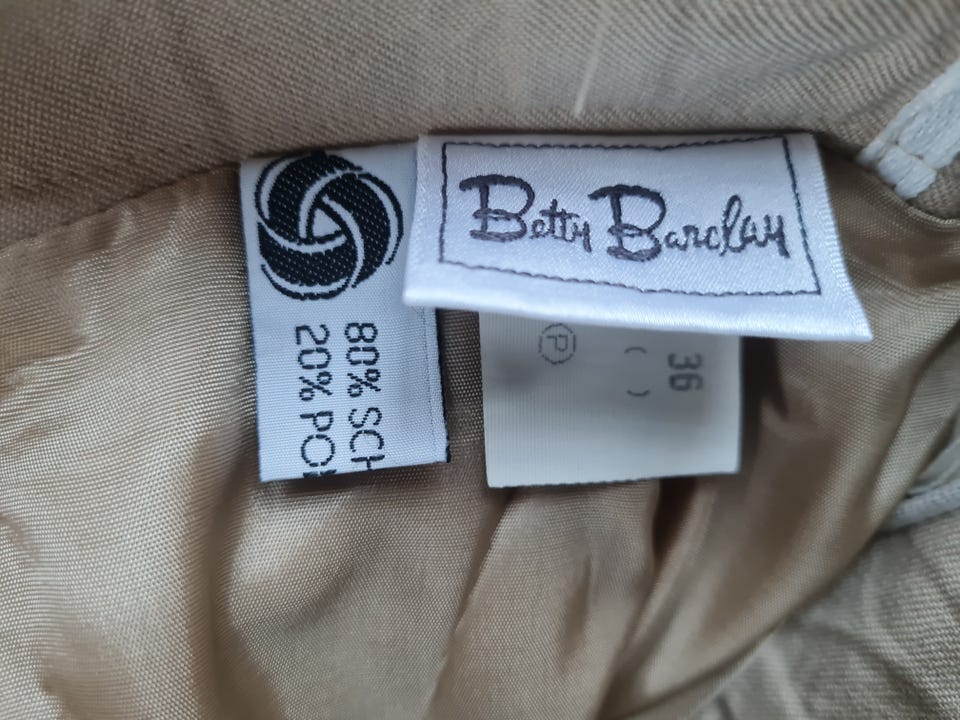 Betty Barclay
80% SCH
20% PO
36
( )
P